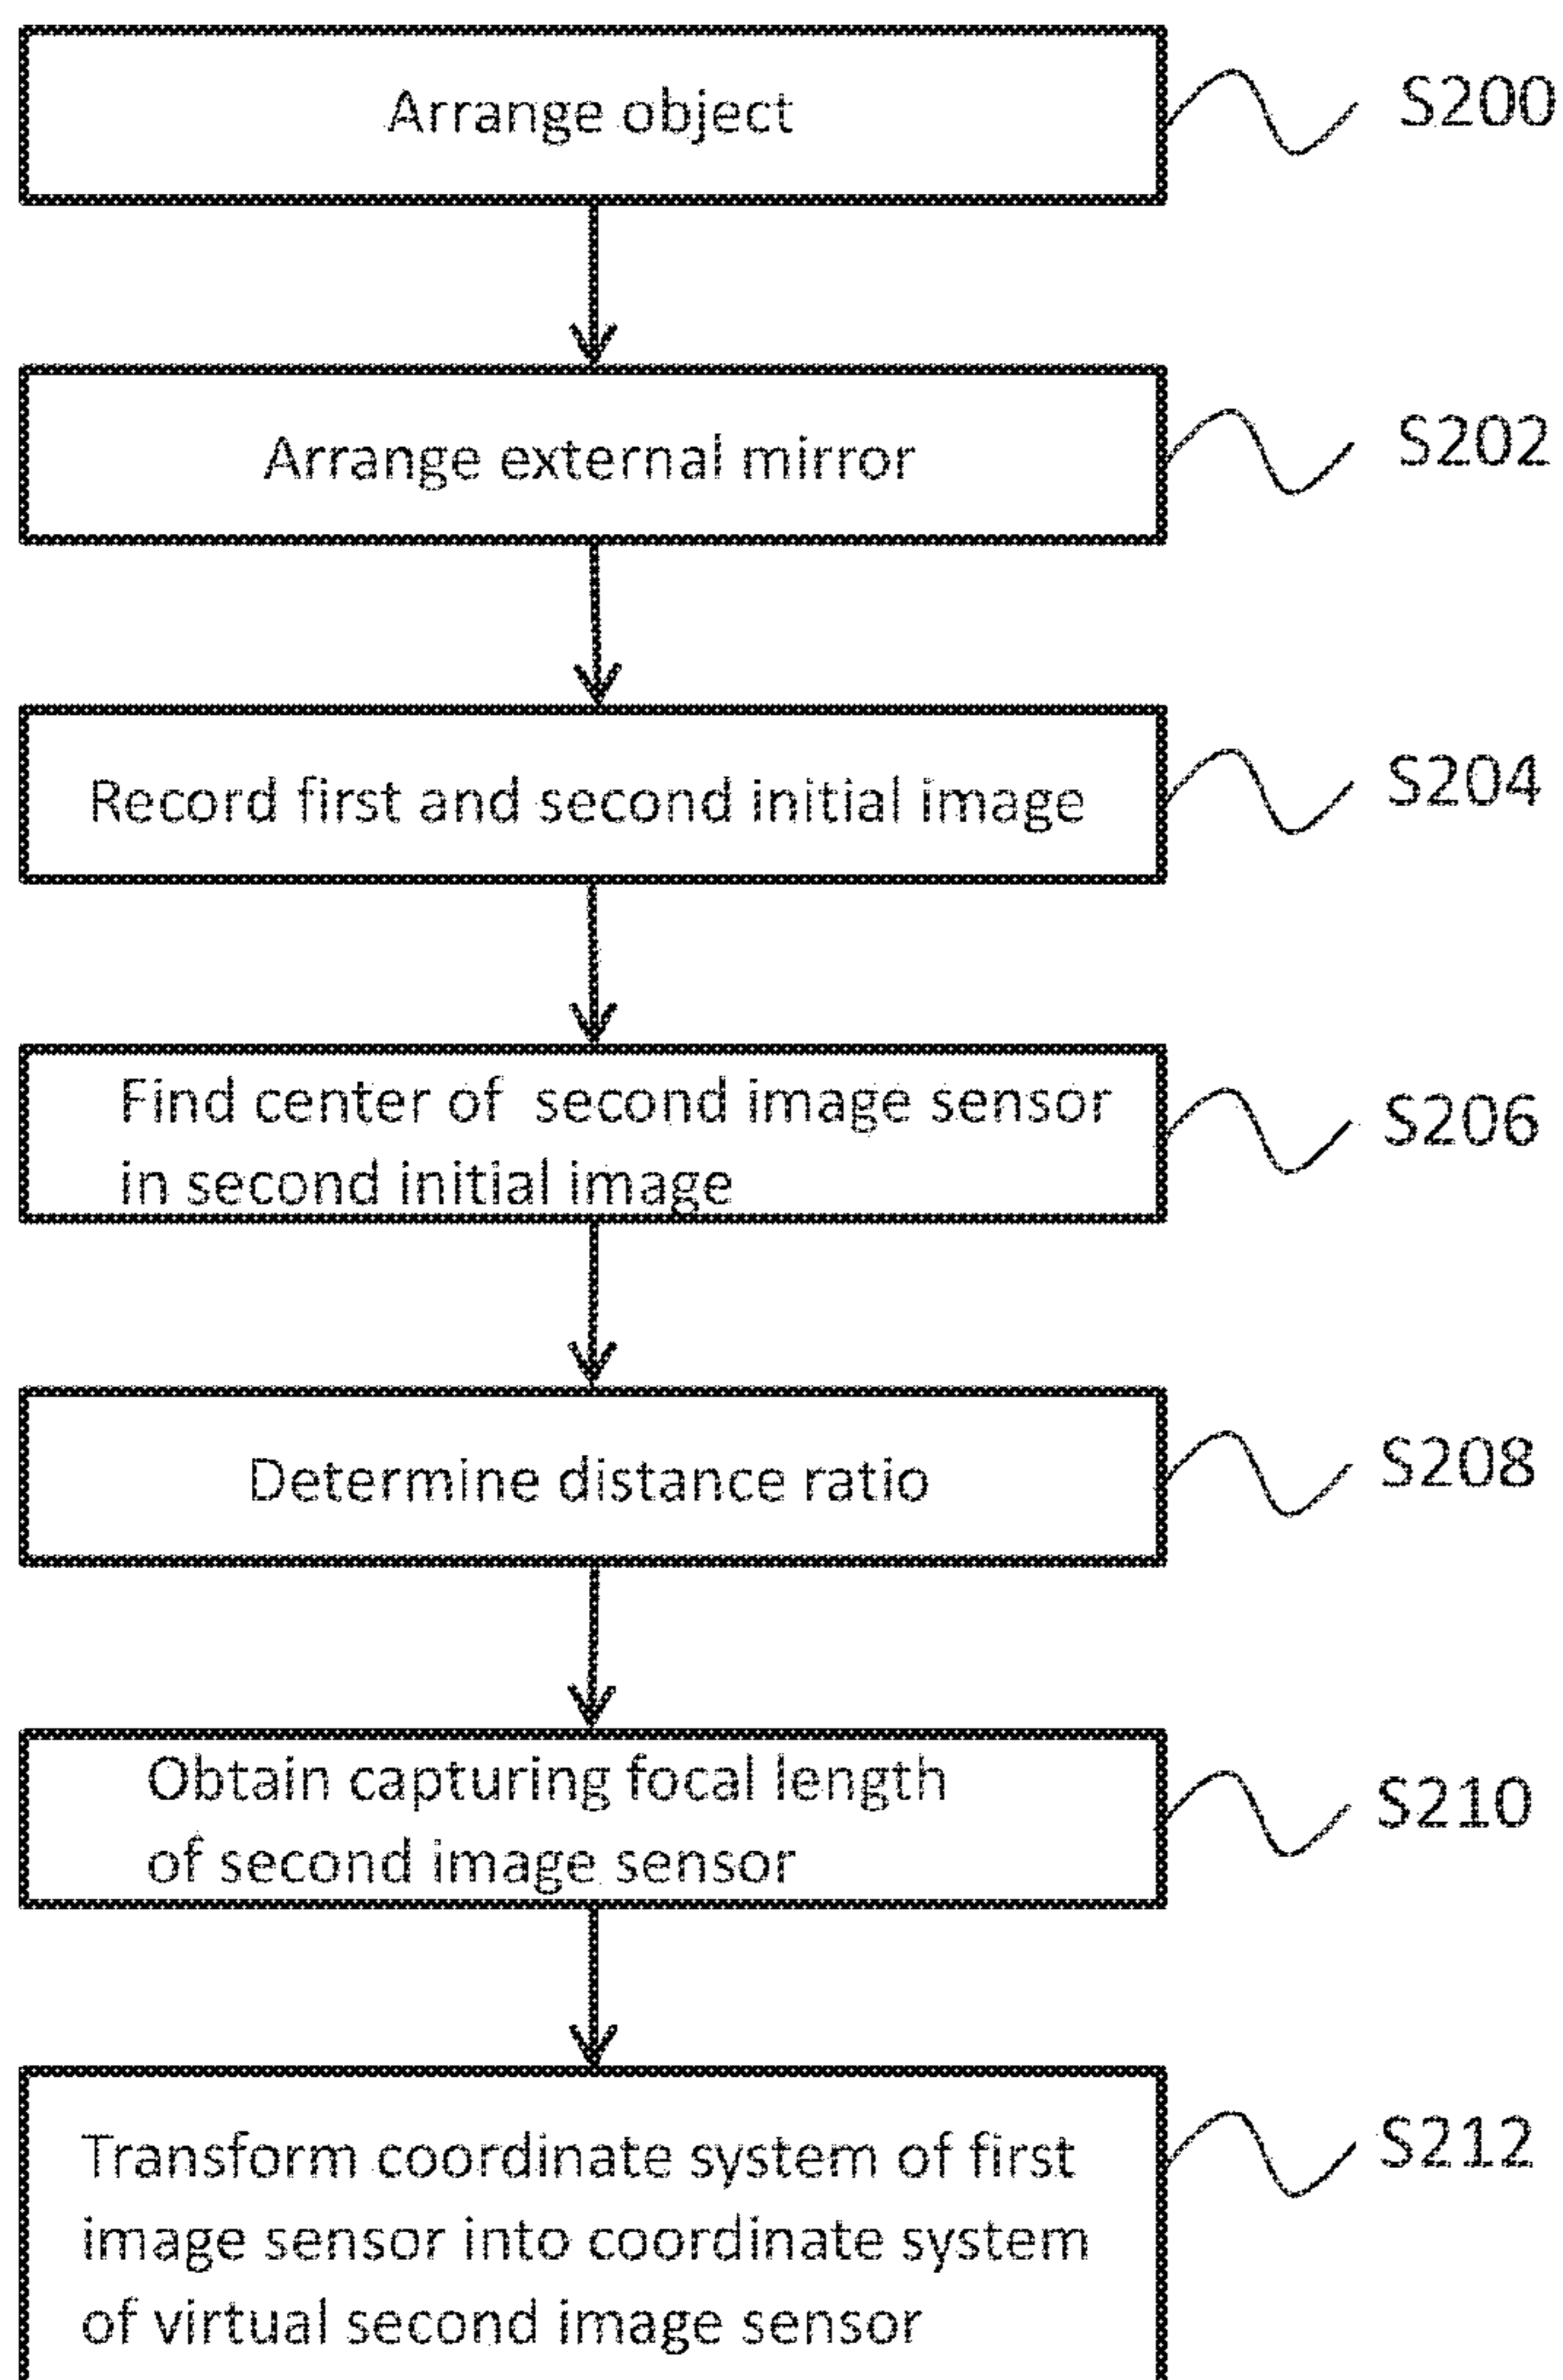 Arrange object
S200
Arrange external mirror
S202
Record first and second initial image
S204
Find center of second image sensor
in second initial image
S206
Determine distance ratio
S208
Obtain capturing focal length
of second image sensor
S210
Transform coordinate system of first
image sensor into coordinate system
of virtual second image sensor
S212